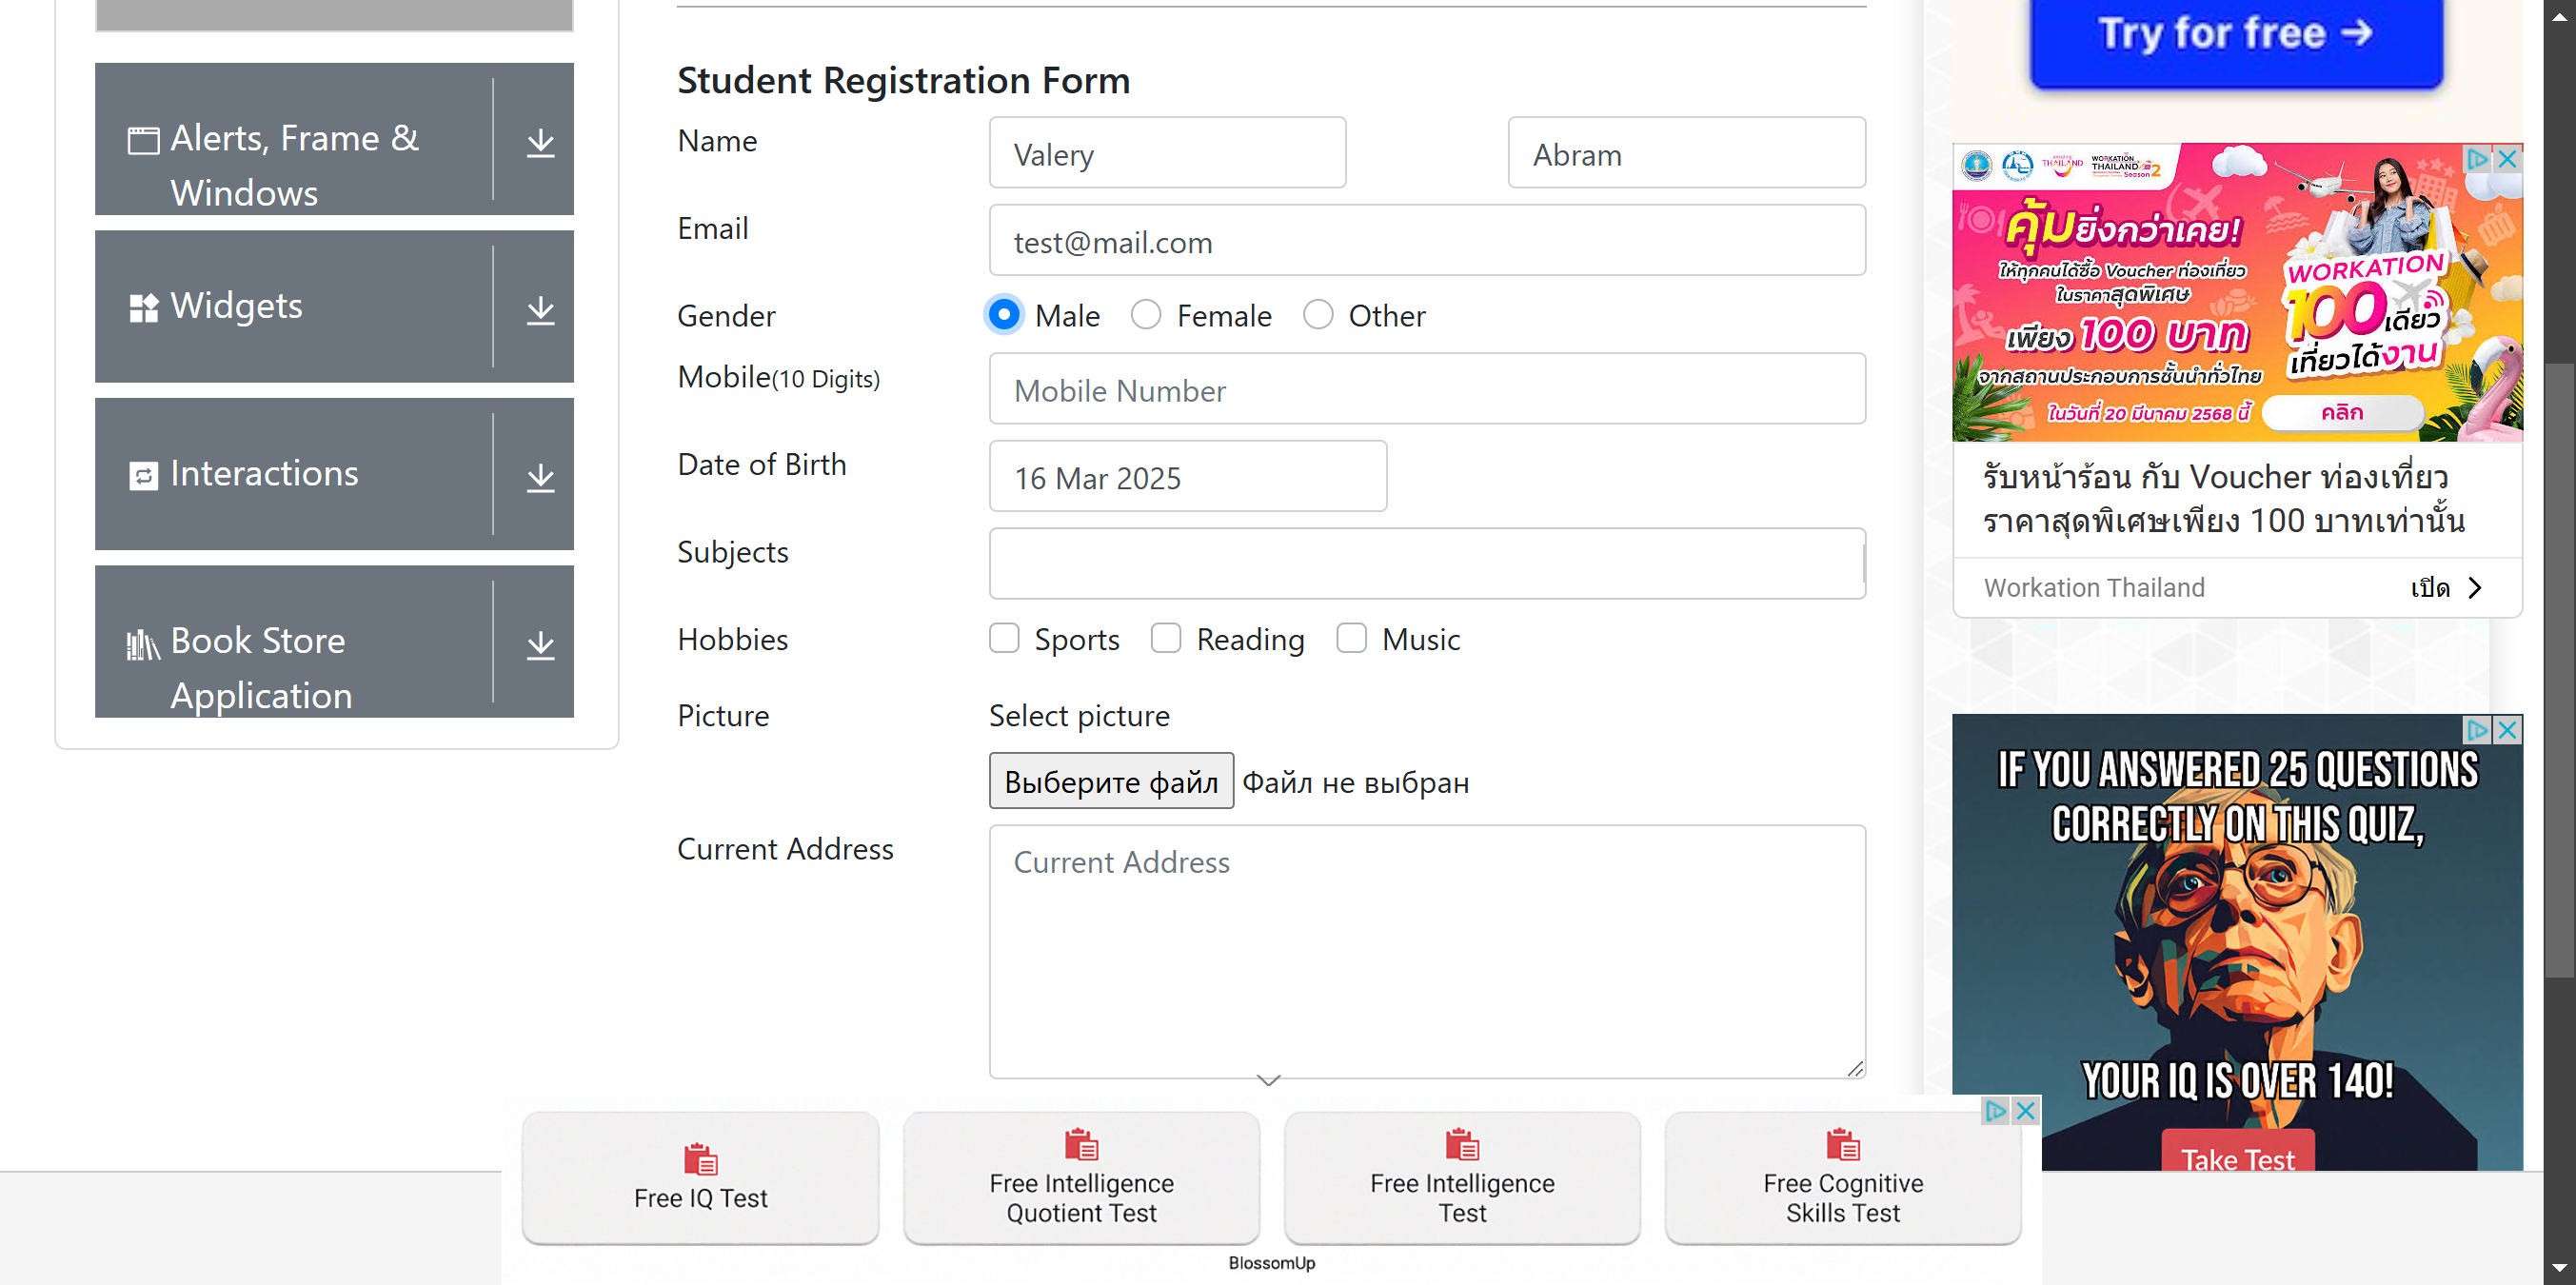 Alerts, Frame &
Windows
Widgets
Interactions
Book Store
Application
Student Registration Form
Name
Valery
Abram
Email
test@mail.com
Gender
Male
Female
Other
Mobile(10 Digits)
Mobile Number
Date of Birth
16 Mar 2025
Subjects
Hobbies
Sports
Reading
Music
Picture
Select picture
Выберите файл
Файл не выбран
Current Address
Current Address
Try for free →
THAILAND
WORKATION
THAILAND
Season 2
คุ้มยิ่งกว่าเคย!
ให้ทุกคนได้ซื้อ Voucher ท่องเที่ยว
ในราคาสุดพิเศษ
เพียง 100 บาท
จากสถานประกอบการชั้นนำทั่วไทย
ในวันที่ 20 มีนาคม 2568 นี้
คลิก
WORKATION
100 เดียว
เที่ยวได้งาน
รับหน้าร้อน กับ Voucher ท่องเที่ยว
ราคาสุดพิเศษเพียง 100 บาทเท่านั้น
Workation Thailand
เปิด
IF YOU ANSWERED 25 QUESTIONS
CORRECTLY ON THIS QUIZ,
YOUR IQ IS OVER 140!
Take Test
Free IQ Test
Free Intelligence
Quotient Test
Free Intelligence
Test
Free Cognitive
Skills Test
BlossomUp